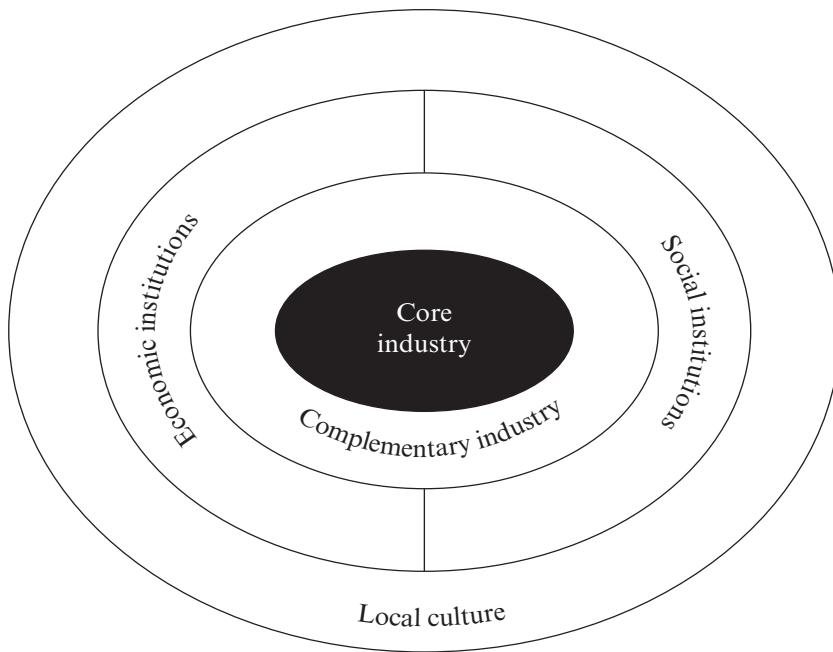 Economic institutions
Social institutions
Core
industry
Complementary industry
Local culture